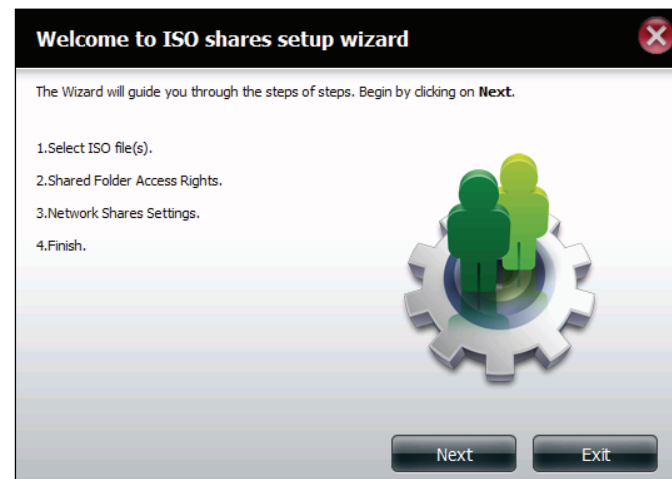 Welcome to ISO shares setup wizard
The Wizard will guide you through the steps of steps. Begin by clicking on Next.
1.Select ISO file(s).
2.Shared Folder Access Rights.
3.Network Shares Settings.
4.Finish.
Next Exit